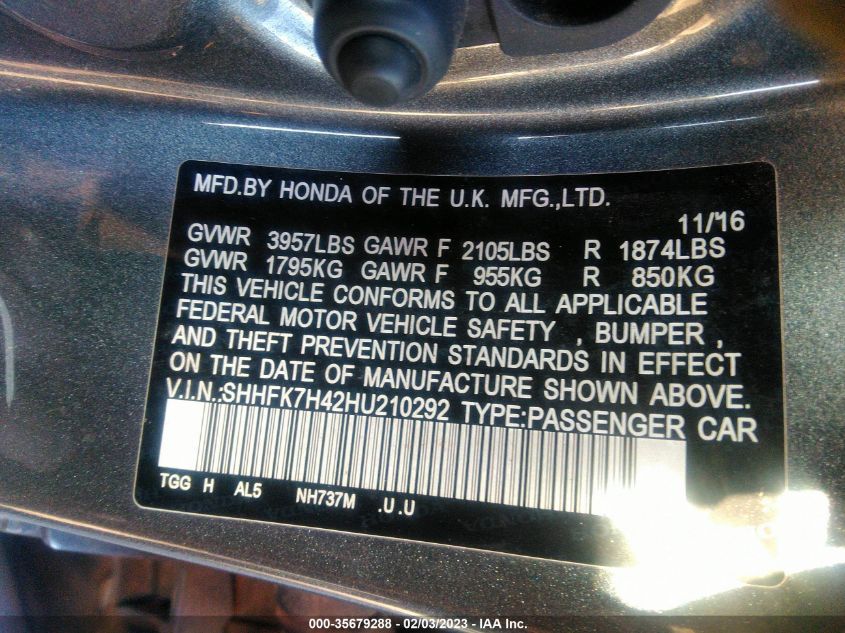 MFD.BY HONDA OF THE U.K. MFG.,LTD.
11/16
GVWR 3957LBS GAWR F 2105LBS R 1874LBS
GVWR 1795KG GAWR F 955KG R 850KG
THIS VEHICLE CONFORMS TO ALL APPLICABLE
FEDERAL MOTOR VEHICLE SAFETY , BUMPER ,
AND THEFT PREVENTION STANDARDS IN EFFECT
ON THE DATE OF MANUFACTURE SHOWN ABOVE.
V.I.N.:SHHFK7H42HU210292 TYPE:PASSENGER CAR
TGG H AL5 NH737M .U.U
000-35679288 - 02/03/2023 - IAA Inc.